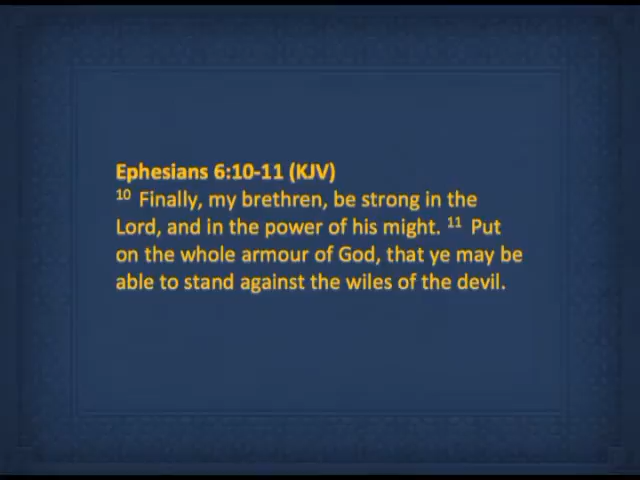 Ephesians 6:10-11 (KJV)
10 Finally, my brethren, be strong in the
Lord, and in the power of his might. 11 Put
on the whole armour of God, that ye may be
able to stand against the wiles of the devil.